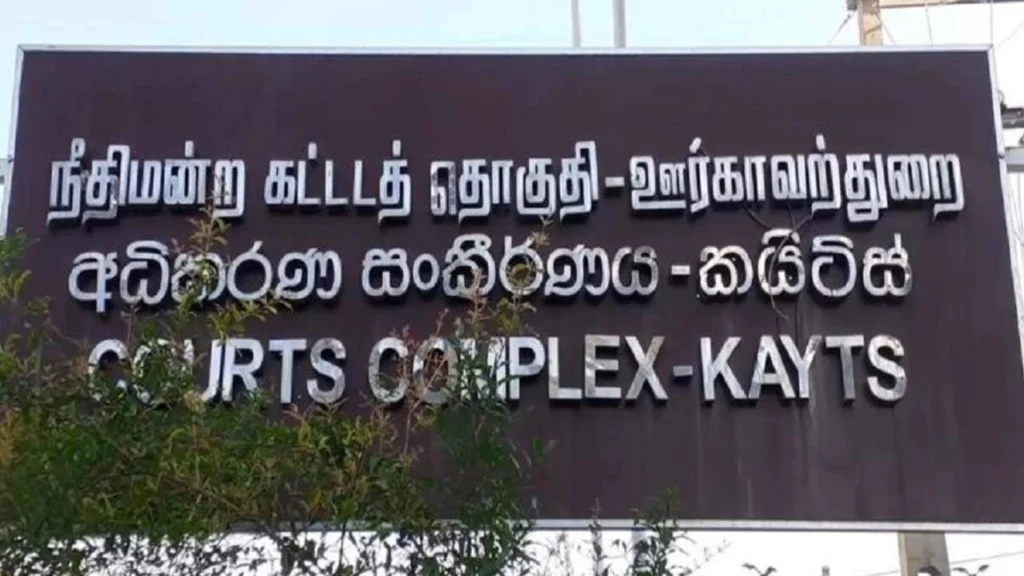 நீதிமன்ற கட்டடத் தொகுதி-ஊர்காவற்துறை
අධිකරණ සංකීර්ණය-කයිට්ස්
COURTS COMPLEX-KAYTS